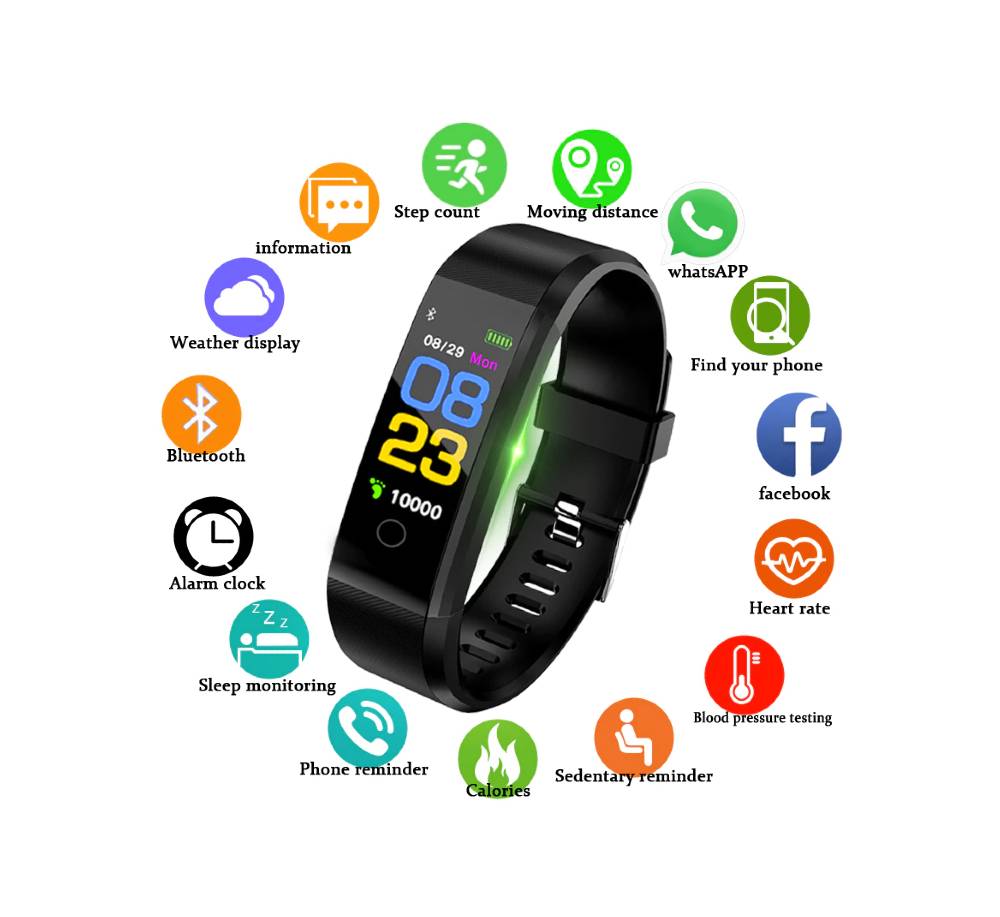 Step count
Moving distance
information
whatsAPP
Weather display
Find your phone
08/29 Mon
08
23
10000
Bluetooth
facebook
Alarm clock
Heart rate
z Z z
Sleep monitoring
Blood pressure testing
Phone reminder
Sedentary reminder
Calories